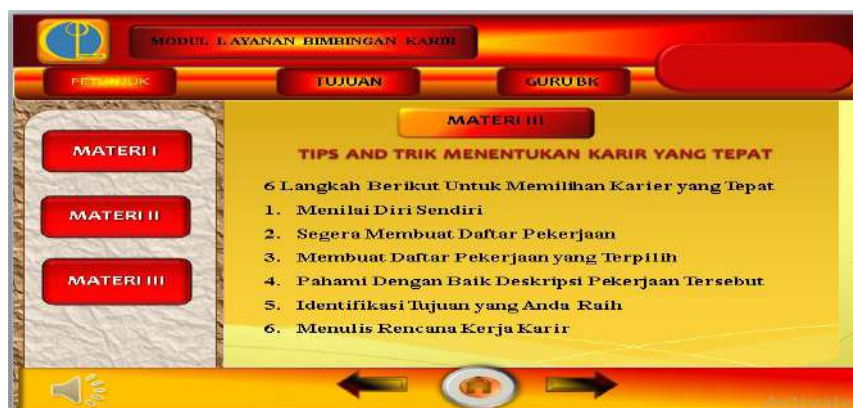 MODUL LAYANAN BIMBINGAN KARIR
PETUNJUK
TUJUAN
GURU BK
MATERI III
MATERI I
TIPS AND TRIK MENENTUKAN KARIR YANG TEPAT
6 Langkah Berikut Untuk Memilihan Karier yang Tepat
1. Menilai Diri Sendiri
MATERI II
2. Segera Membuat Daftar Pekerjaan
3. Membuat Daftar Pekerjaan yang Terpilih
MATERI III
4. Pahami Dengan Baik Deskripsi Pekerjaan Tersebut
5. Identifikasi Tujuan yang Anda Raih
6. Menulis Rencana Kerja Karir